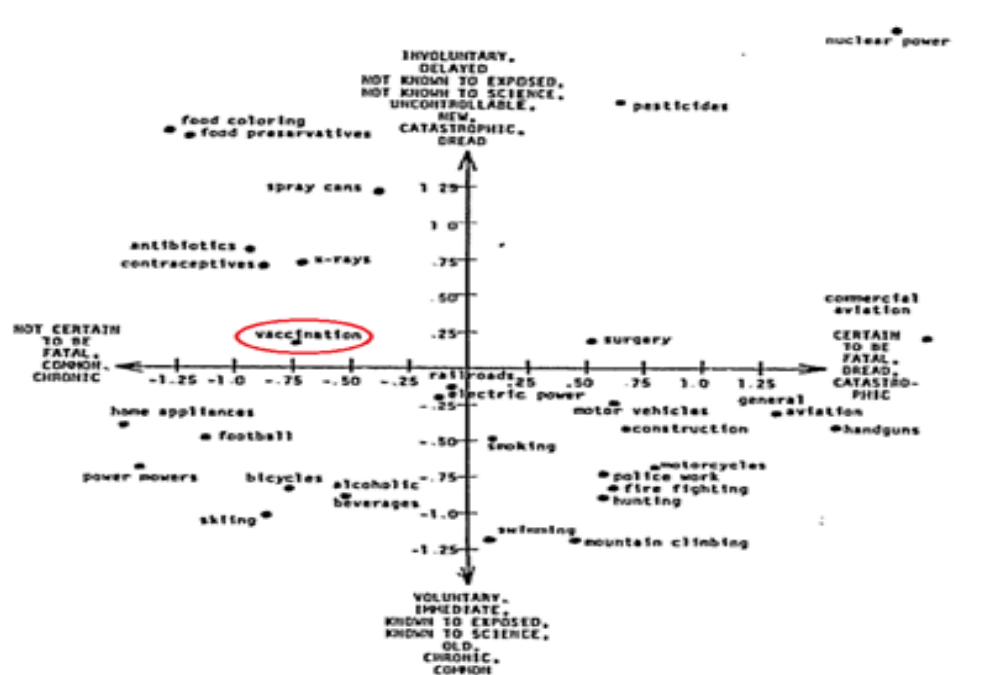 nuclear power
INVOLUNTARY,
DELAYED
NOT KNOWN TO EXPOSED,
NOT KNOWN TO SCIENCE,
UNCONTROLLABLE,
NEW,
CATASTROPHIC,
DREAD
pesticides
food coloring
food preservatives
spray cans
1 25
1 0
.75
.50
.25
antibiotics
contraceptives
x-rays
vaccination
NOT CERTAIN
TO BE
FATAL,
COMMON,
CHRONIC
commercial
aviation
surgery
CERTAIN
TO BE
FATAL,
DREAD,
CATASTRO-
PHIC
-1.25 -1.0 -.75 -.50 -.25
.25 .50 .75 1.0 1.25
railroads
electric power
home appliances
football
motor vehicles
general
aviation
construction
handguns
smoking
-.25
-.50
-.75
-1.0
-1.25
power mowers
bicycles
alcoholic
beverages
skiing
motorcycles
police work
fire fighting
hunting
swimming
mountain climbing
VOLUNTARY,
IMMEDIATE,
KNOWN TO EXPOSED,
KNOWN TO SCIENCE,
OLD,
CHRONIC,
COMMON